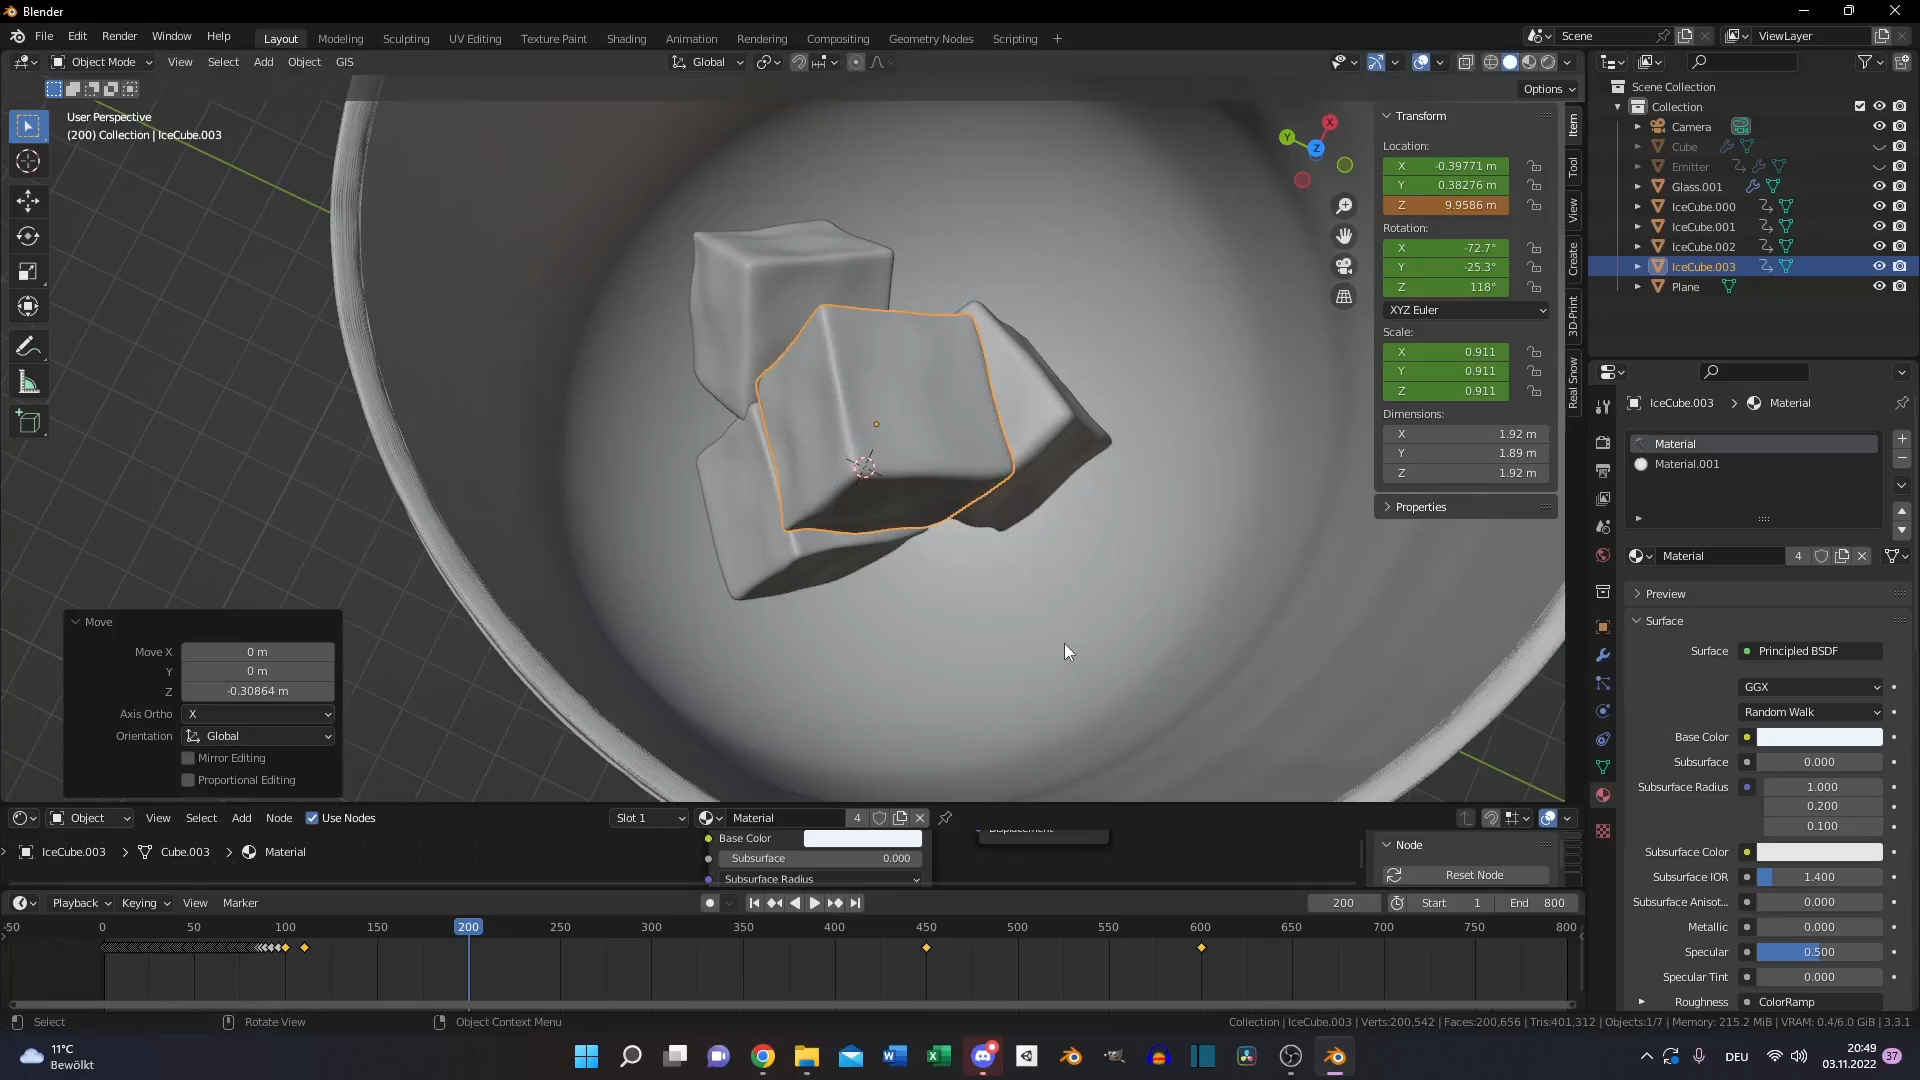 Blender
File Edit Render Window Help
Layout Modeling Sculpting UV Editing Texture Paint Shading Animation Rendering Compositing Geometry Nodes Scripting +
Scene
ViewLayer
Object Mode View Select Add Object GIS
Global
Options
User Perspective
(200) Collection | IceCube.003
X
Y
Z
Transform
Location:
X -0.39771 m
Y 0.38276 m
Z 9.9586 m
Rotation:
X -72.7°
Y -25.3°
Z 118°
XYZ Euler
Scale:
X 0.911
Y 0.911
Z 0.911
Dimensions:
X 1.92 m
Y 1.89 m
Z 1.92 m
Properties
Item
Tool
View
Create
3D-Print
Real Snow
Scene Collection
Collection
Camera
Cube
Emitter
Glass.001
IceCube.000
IceCube.001
IceCube.002
IceCube.003
Plane
IceCube.003 > Material
Material
Material.001
Material 4
Preview
Surface
Surface Principled BSDF
GGX
Random Walk
Base Color
Subsurface 0.000
Subsurface Radius 1.000
0.200
0.100
Subsurface Color
Subsurface IOR 1.400
Subsurface Anisot... 0.000
Metallic 0.000
Specular 0.500
Specular Tint 0.000
Roughness ColorRamp
Move
Move X 0 m
Y 0 m
Z -0.30864 m
Axis Ortho X
Orientation Global
Mirror Editing
Proportional Editing
Object View Select Add Node Use Nodes
Slot 1 Material 4
IceCube.003 > Cube.003 > Material
Base Color
Subsurface 0.000
Subsurface Radius
Displacement
Node
Reset Node
Playback Keying View Marker
200 Start 1 End 800
-50 0 50 100 150 200 250 300 350 400 450 500 550 600 650 700 750 800
Select Rotate View Object Context Menu
Collection | IceCube.003 | Verts:200,542 | Faces:200,656 | Tris:401,312 | Objects:1/7 | Memory: 215.2 MiB | VRAM: 0.4/6.0 GiB | 3.3.1
11°C
Bewölkt
DEU
20:49
03.11.2022
37